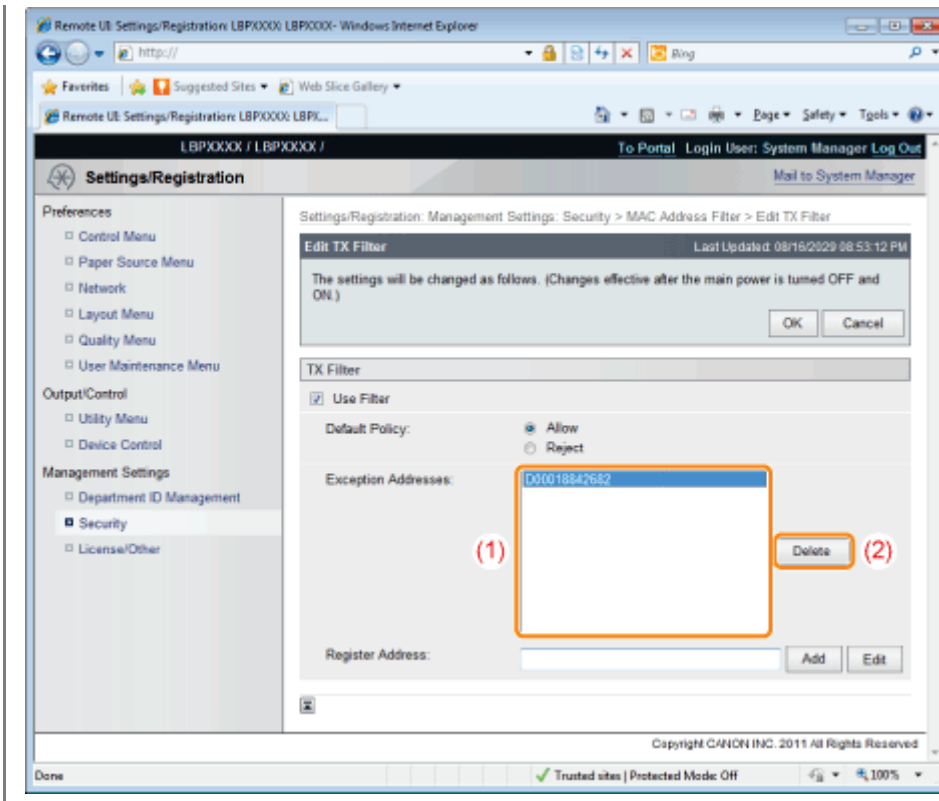 Remote UI: Settings/Registration: LBPXXXX: LBPXXXX- Windows Internet Explorer
http://
Bing
Favorites
Suggested Sites
Web Slice Gallery
Remote UI: Settings/Registration: LBPXXXX: LBPX...
Page
Safety
Tools
LBPXXXX / LBPXXXX /
To Portal Login User: System Manager Log Out
Settings/Registration
Mail to System Manager
Preferences
Control Menu
Paper Source Menu
Network
Layout Menu
Quality Menu
User Maintenance Menu
Output/Control
Utility Menu
Device Control
Management Settings
Department ID Management
Security
License/Other
Settings/Registration: Management Settings: Security > MAC Address Filter > Edit TX Filter
Edit TX Filter
Last Updated: 08/16/2029 08:53:12 PM
The settings will be changed as follows. (Changes effective after the main power is turned OFF and
ON.)
OK
Cancel
TX Filter
Use Filter
Default Policy:
Allow
Reject
Exception Addresses:
D00018842682
(1)
Delete
(2)
Register Address:
Add
Edit
Copyright CANON INC. 2011 All Rights Reserved
Done
Trusted sites | Protected Mode: Off
100%